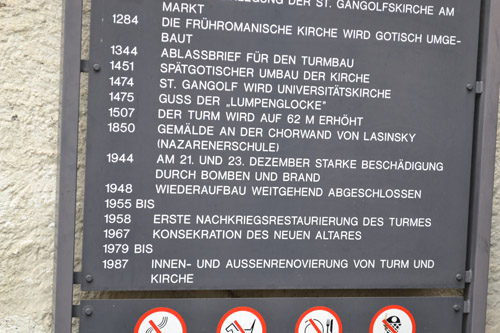 DER ST. GANGOLFSKIRCHE AM
MARKT
1284 DIE FRÜHROMANISCHE KIRCHE WIRD GOTISCH UMGE-
BAUT
1344 ABLASSBRIEF FÜR DEN TURMBAU
1451 SPÄTGOTISCHER UMBAU DER KIRCHE
1474 ST. GANGOLF WIRD UNIVERSITÄTSKIRCHE
1475 GUSS DER „LUMPENGLOCKE"
1507 DER TURM WIRD AUF 62 M ERHÖHT
1850 GEMÄLDE AN DER CHORWAND VON LASINSKY
(NAZARENERSCHULE)
1944 AM 21. UND 23. DEZEMBER STARKE BESCHÄDIGUNG
DURCH BOMBEN UND BRAND
1948 WIEDERAUFBAU WEITGEHEND ABGESCHLOSSEN
1955 BIS
1958 ERSTE NACHKRIEGSRESTAURIERUNG DES TURMES
1967 KONSEKRATION DES NEUEN ALTARES
1979 BIS
1987 INNEN- UND AUSSENRENOVIERUNG VON TURM UND
KIRCHE